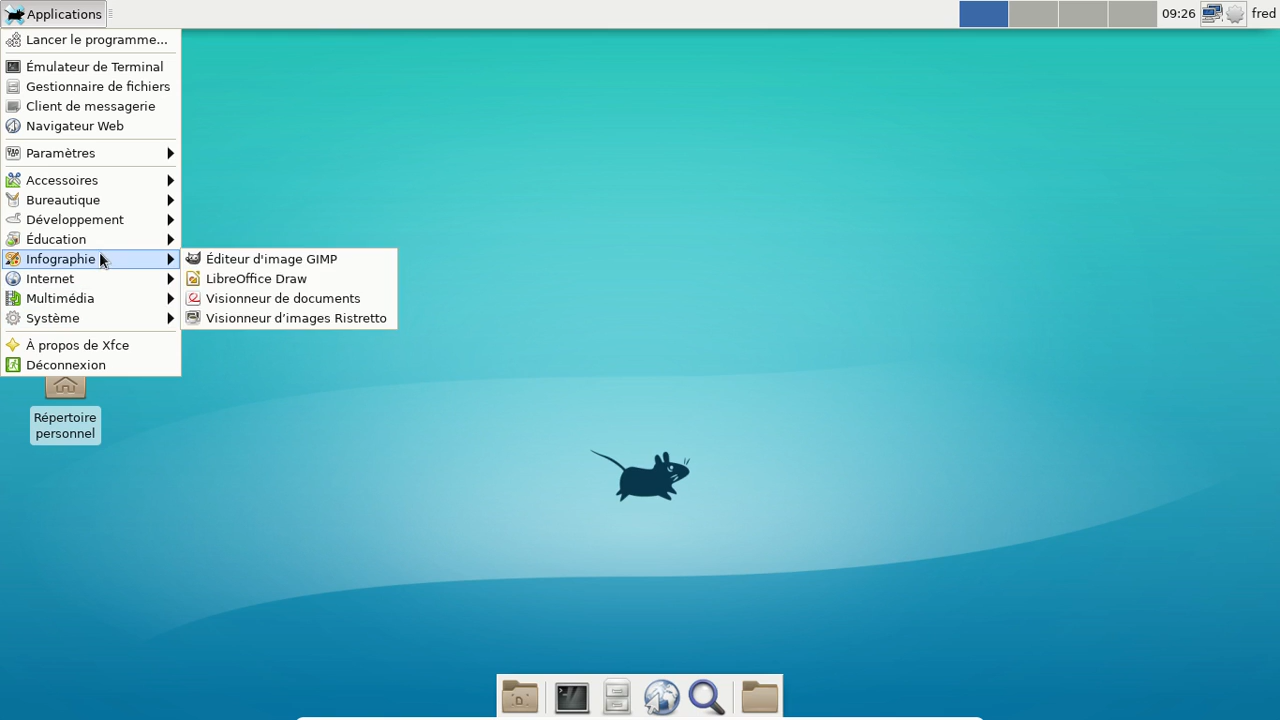 Applications
09:26
fred
Lancer le programme...
Émulateur de Terminal
Gestionnaire de fichiers
Client de messagerie
Navigateur Web
Paramètres
Accessoires
Bureautique
Développement
Éducation
Infographie
Internet
Multimédia
Système
À propos de Xfce
Déconnexion
Éditeur d'image GIMP
LibreOffice Draw
Visionneur de documents
Visionneur d’images Ristretto
Répertoire
personnel